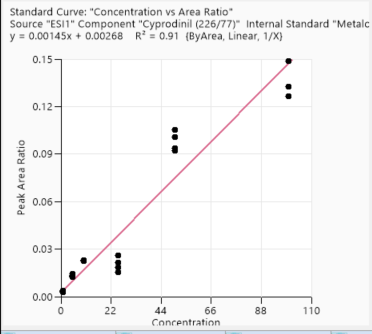 Standard Curve: "Concentration vs Area Ratio"
Source "ESI1" Component "Cyprodinil (226/77)" Internal Standard "Metalc
y = 0.00145x + 0.00268 R² = 0.91 {ByArea, Linear, 1/X}
0.15
0.12
0.09
0.06
0.03
0.00
Peak Area Ratio
0 22 44 66 88 110
Concentration